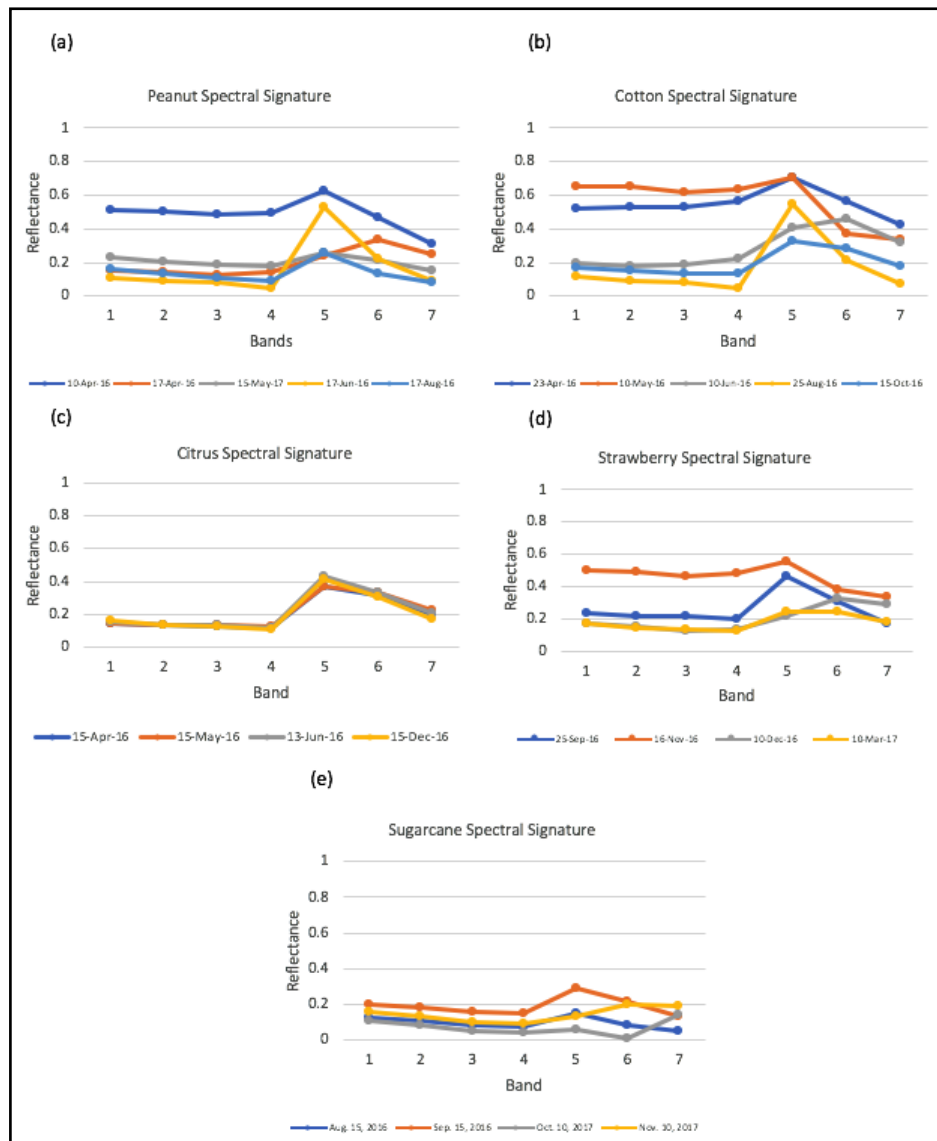 (a)
Peanut Spectral Signature
1
0.8
0.6
0.4
0.2
0
Reflectance
1 2 3 4 5 6 7
Bands
10-Apr-16 17-Apr-16 15-May-17 17-Jun-16 17-Aug-16
(b)
Cotton Spectral Signature
1
0.8
0.6
0.4
0.2
0
Reflectance
1 2 3 4 5 6 7
Band
23-Apr-16 10-May-16 10-Jun-16 25-Aug-16 15-Oct-16
(c)
Citrus Spectral Signature
1
0.8
0.6
0.4
0.2
0
Reflectance
1 2 3 4 5 6 7
Band
15-Apr-16 15-May-16 13-Jun-16 15-Dec-16
(d)
Strawberry Spectral Signature
1
0.8
0.6
0.4
0.2
0
Reflectance
1 2 3 4 5 6 7
Band
25-Sep-16 16-Nov-16 10-Dec-16 10-Mar-17
(e)
Sugarcane Spectral Signature
1
0.8
0.6
0.4
0.2
0
Reflectance
1 2 3 4 5 6 7
Band
Aug. 15, 2016 Sep. 15, 2016 Oct. 10, 2017 Nov. 10, 2017